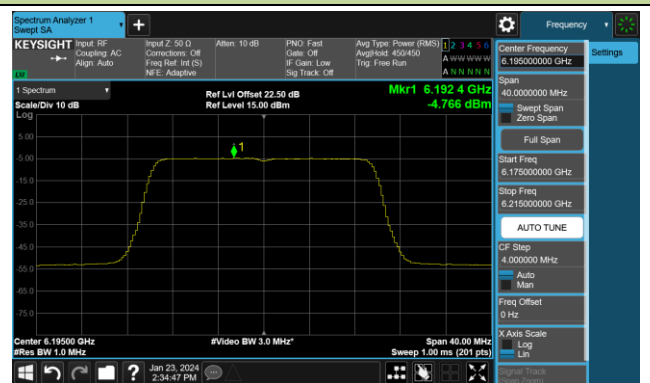 Spectrum Analyzer 1
Swept SA
Frequency
KEYSIGHT
Input: RF
Coupling: AC
Align: Auto
Input Z: 50 Ω
Corrections: Off
Freq Ref: Int (S)
NFE: Adaptive
Atten: 10 dB
PNO: Fast
Gate: Off
IF Gain: Low
Sig Track: Off
Avg Type: Power (RMS)
Avg|Hold: 450/450
Trig: Free Run
1 2 3 4 5 6
A W W W W W
A N N N N N
LXI
Center Frequency
6.195000000 GHz
Settings
Span
40.0000000 MHz
Swept Span
Zero Span
Full Span
Start Freq
6.175000000 GHz
Stop Freq
6.215000000 GHz
AUTO TUNE
CF Step
4.000000 MHz
Auto
Man
Freq Offset
0 Hz
X Axis Scale
Log
Lin
Signal Track
(Span Zoom)
1 Spectrum
Scale/Div 10 dB
Log
Ref Lvl Offset 22.50 dB
Ref Level 15.00 dBm
Mkr1 6.192 4 GHz
-4.766 dBm
1
5.00
-5.00
-15.0
-25.0
-35.0
-45.0
-55.0
-65.0
-75.0
Center 6.19500 GHz
#Res BW 1.0 MHz
#Video BW 3.0 MHz*
Span 40.00 MHz
Sweep 1.00 ms (201 pts)
?
Jan 23, 2024
2:34:47 PM